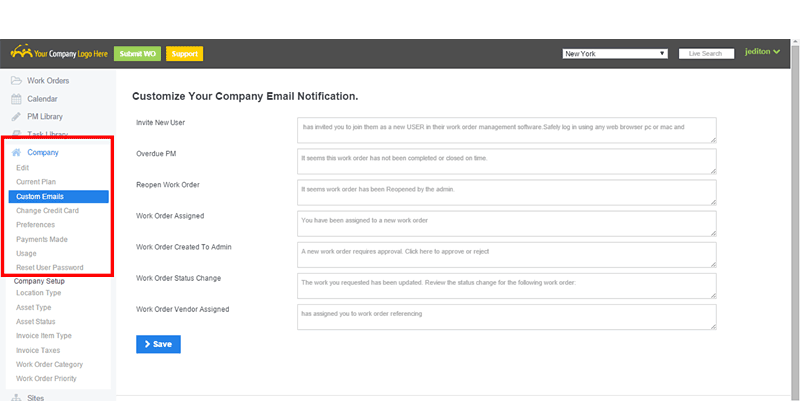 Your Company Logo Here
Submit WO
Support
New York
Live Search
jediton
Work Orders
Calendar
PM Library
Task Library
Company
Edit
Current Plan
Custom Emails
Change Credit Card
Preferences
Payments Made
Usage
Reset User Password
Company Setup
Location Type
Asset Type
Asset Status
Invoice Item Type
Invoice Taxes
Work Order Category
Work Order Priority
Sites
Customize Your Company Email Notification.
Invite New User
has invited you to join them as a new USER in their work order management software.Safely log in using any web browser pc or mac and
Overdue PM
It seems this work order has not been completed or closed on time.
Reopen Work Order
It seems work order has been Reopened by the admin.
Work Order Assigned
You have been assigned to a new work order
Work Order Created To Admin
A new work order requires approval. Click here to approve or reject
Work Order Status Change
The work you requested has been updated. Review the status change for the following work order:
Work Order Vendor Assigned
has assigned you to work order referencing
Save